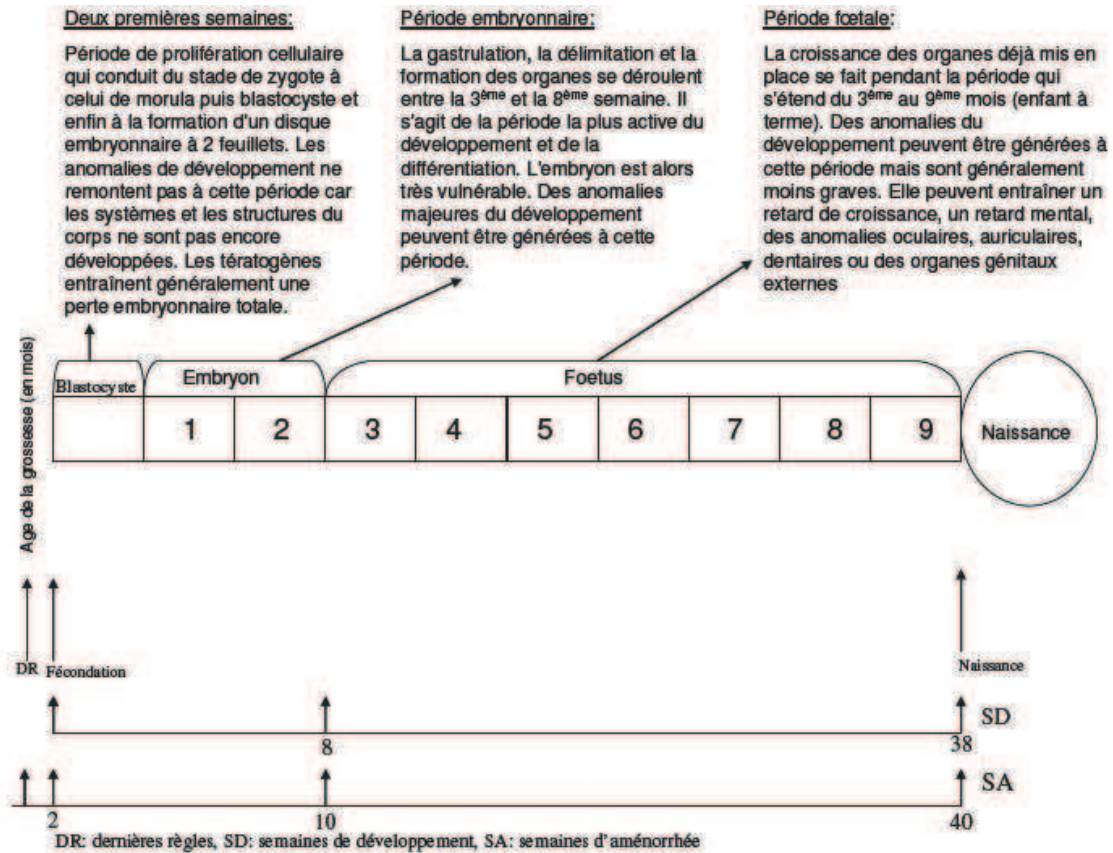 Deux premières semaines:
Période de prolifération cellulaire
qui conduit du stade de zygote à
celui de morula puis blastocyste et
enfin à la formation d'un disque
embryonnaire à 2 feuillets. Les
anomalies de développement ne
remontent pas à cette période car
les systèmes et les structures du
corps ne sont pas encore
développées. Les tératogènes
entraînent généralement une
perte embryonnaire totale.
Période embryonnaire:
La gastrulation, la délimitation et la
formation des organes se déroulent
entre la 3ème et la 8ème semaine. Il
s'agit de la période la plus active du
développement et de la
différentiation. L'embryon est alors
très vulnérable. Des anomalies
majeures du développement
peuvent être générées à cette
période.
Période fœtale:
La croissance des organes déjà mis en
place se fait pendant la période qui
s'étend du 3ème au 9ème mois (enfant à
terme). Des anomalies du
développement peuvent être générées à
cette période mais sont généralement
moins graves. Elle peuvent entraîner un
retard de croissance, un retard mental,
des anomalies oculaires, auriculaires,
dentaires ou des organes génitaux
externes
Age de la grossesse (en mois)
Blastocyste
Embryon
Foetus
1 2 3 4 5 6 7 8 9
Naissance
DR Fécondation
Naissance
SD
8 38
SA
2 10 40
DR: dernières règles, SD: semaines de développement, SA: semaines d'aménorrhée